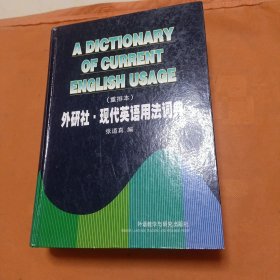 A DICTIONARY
OF CURRENT
ENGLISH USAGE
(重排本)
外研社·现代英语用法词典
张道真 编
外语教学与研究出版社